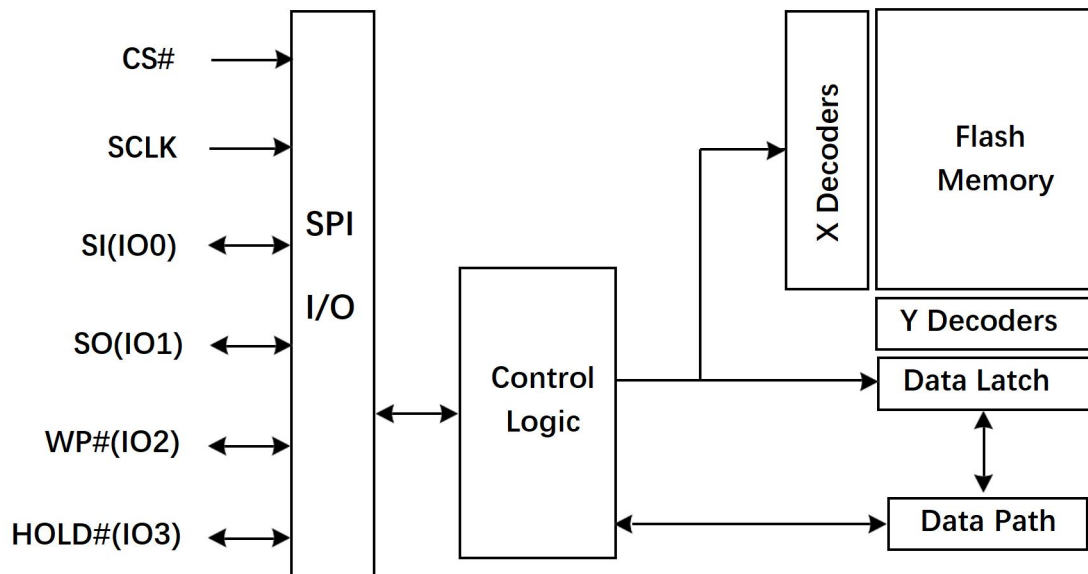 CS#
SCLK
SI(IO0)
SO(IO1)
WP#(IO2)
HOLD#(IO3)
SPI
I/O
Control
Logic
X Decoders
Flash
Memory
Y Decoders
Data Latch
Data Path